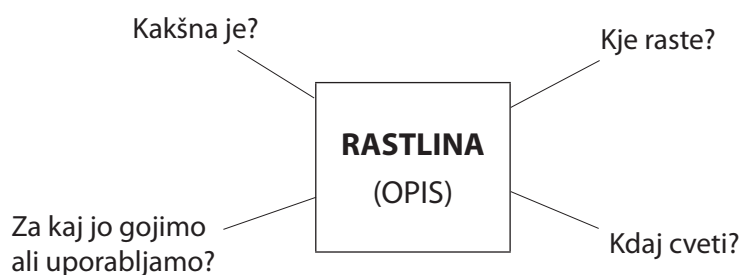 Kakšna je?
Kje raste?
RASTLINA
(OPIS)
Za kaj jo gojimo
ali uporabljamo?
Kdaj cveti?